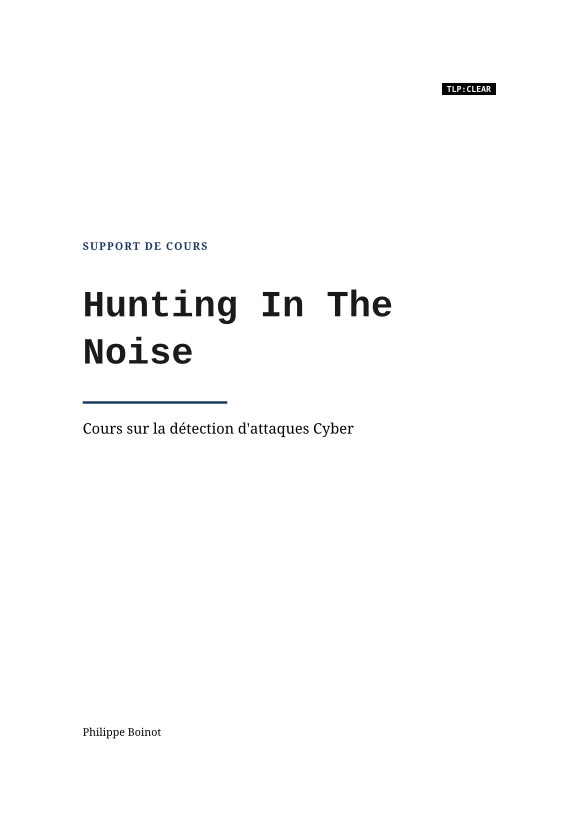 TLP:CLEAR
SUPPORT DE COURS
Hunting In The
Noise
Cours sur la détection d'attaques Cyber
Philippe Boinot